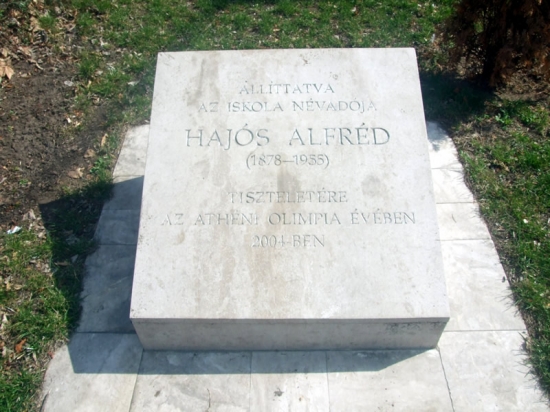 ÁLLÍTTATVA
AZ ISKOLA NÉVADÓJA
HAJÓS ALFRÉD
(1878–1955)
TISZTELETÉRE
AZ ATHÉNI OLIMPIA ÉVÉBEN
2004-BEN